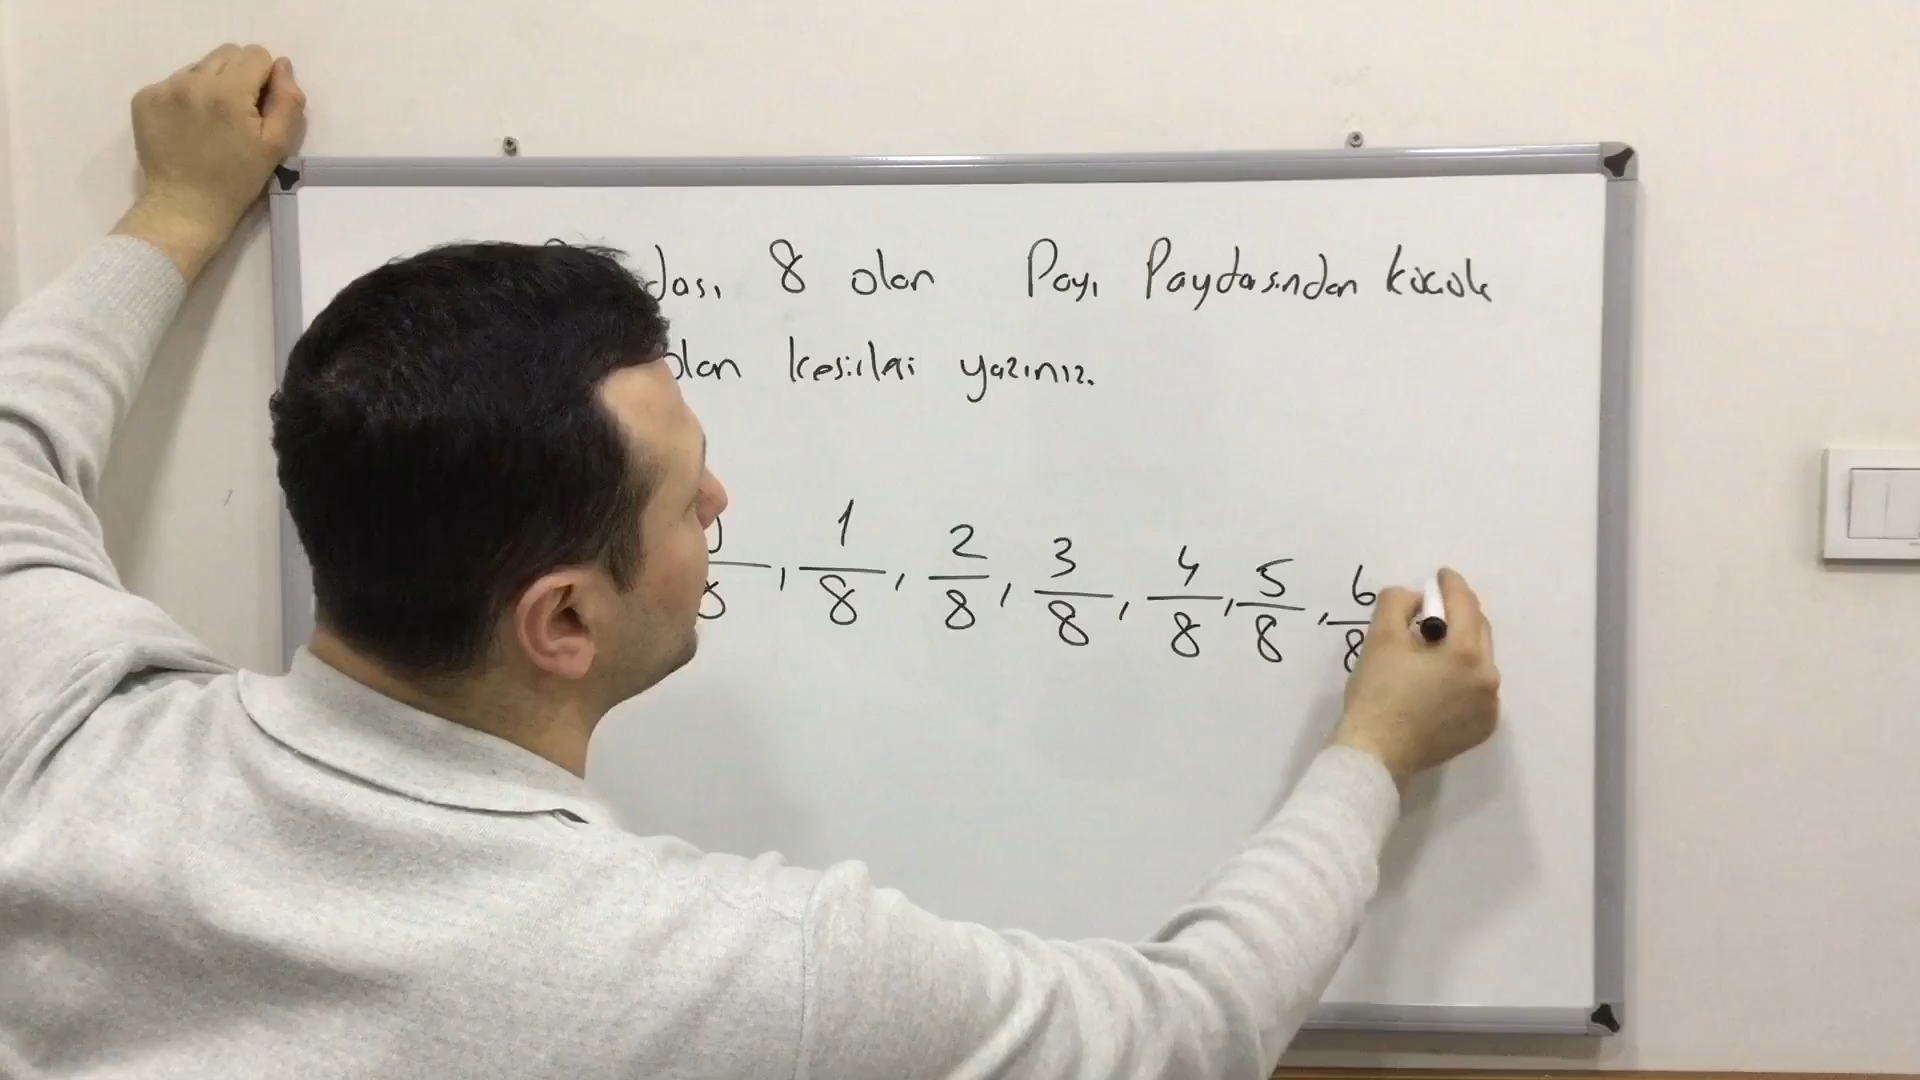 8 olan Payı Paydasından küçük
olan kesirleri yazınız.
1/8, 2/8, 3/8, 4/8, 5/8, 6/8